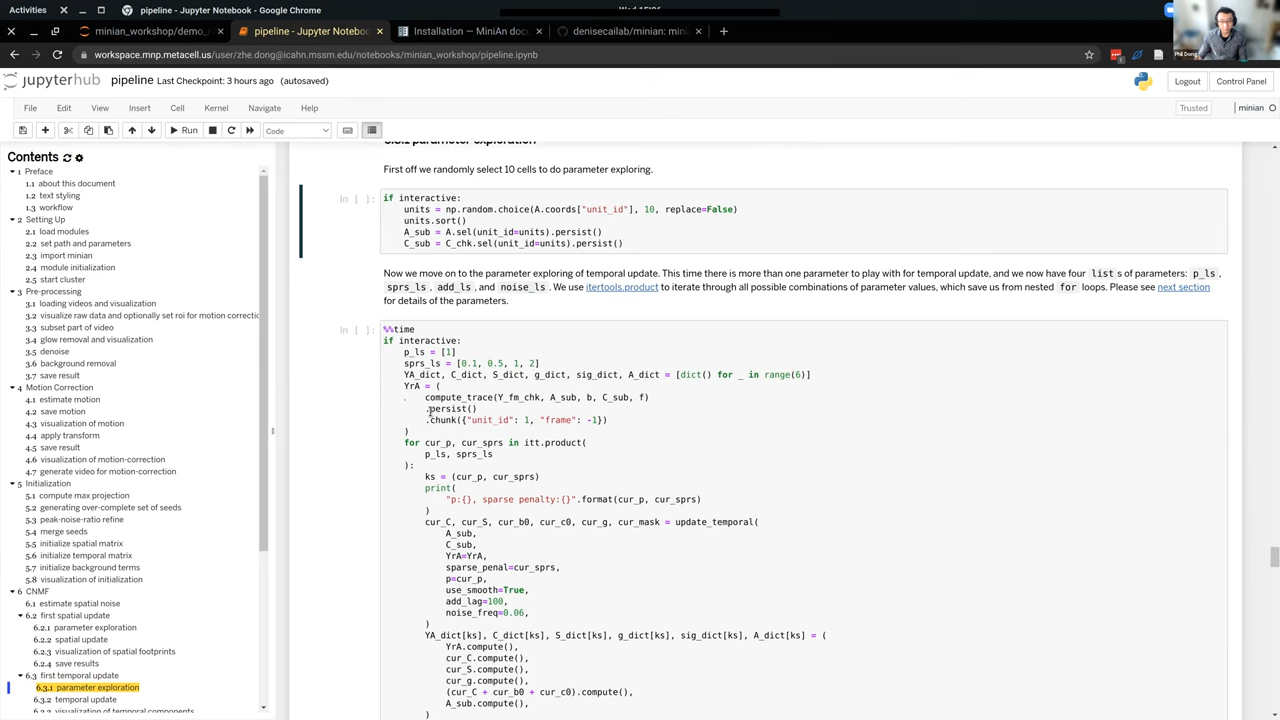 Activities
pipeline - Jupyter Notebook - Google Chrome
minian_workshop/demo_r
pipeline - Jupyter Noteboo
Installation — MiniAn docu
denisecailab/minian: minia
workspace.mnp.metacell.us/user/zhe.dong@icahn.mssm.edu/notebooks/minian_workshop/pipeline.ipynb
Phil Dong
jupyterhub
pipeline Last Checkpoint: 3 hours ago (autosaved)
Logout
Control Panel
File Edit View Insert Cell Kernel Navigate Help
Trusted
minian
Run
Code
Contents
1 Preface
1.1 about this document
1.2 text styling
1.3 workflow
2 Setting Up
2.1 load modules
2.2 set path and parameters
2.3 import minian
2.4 module initialization
2.5 start cluster
3 Pre-processing
3.1 loading videos and visualization
3.2 visualize raw data and optionally set roi for motion correctio
3.3 subset part of video
3.4 glow removal and visualization
3.5 denoise
3.6 background removal
3.7 save result
4 Motion Correction
4.1 estimate motion
4.2 save motion
4.3 visualization of motion
4.4 apply transform
4.5 save result
4.6 visualization of motion-correction
4.7 generate video for motion-correction
5 Initialization
5.1 compute max projection
5.2 generating over-complete set of seeds
5.3 peak-noise-ratio refine
5.4 merge seeds
5.5 initialize spatial matrix
5.6 initialize temporal matrix
5.7 initialize background terms
5.8 visualization of initialization
6 CNMF
6.1 estimate spatial noise
6.2 first spatial update
6.2.1 parameter exploration
6.2.2 spatial update
6.2.3 visualization of spatial footprints
6.2.4 save results
6.3 first temporal update
6.3.1 parameter exploration
6.3.2 temporal update
6.3.3 visualization of temporal components
6.3.1 parameter exploration
First off we randomly select 10 cells to do parameter exploring.
In [ ]:
if interactive:
units = np.random.choice(A.coords["unit_id"], 10, replace=False)
units.sort()
A_sub = A.sel(unit_id=units).persist()
C_sub = C_chk.sel(unit_id=units).persist()
Now we move on to the parameter exploring of temporal update. This time there is more than one parameter to play with for temporal update, and we now have four list s of parameters: p_ls ,
sprs_ls , add_ls , and noise_ls . We use itertools.product to iterate through all possible combinations of parameter values, which save us from nested for loops. Please see next section
for details of the parameters.
In [ ]:
%%time
if interactive:
p_ls = [1]
sprs_ls = [0.1, 0.5, 1, 2]
YA_dict, C_dict, S_dict, g_dict, sig_dict, A_dict = [dict() for _ in range(6)]
YrA = (
compute_trace(Y_fm_chk, A_sub, b, C_sub, f)
.persist()
.chunk({"unit_id": 1, "frame": -1})
)
for cur_p, cur_sprs in itt.product(
p_ls, sprs_ls
):
ks = (cur_p, cur_sprs)
print(
"p:{}, sparse penalty:{}".format(cur_p, cur_sprs)
)
cur_C, cur_S, cur_b0, cur_c0, cur_g, cur_mask = update_temporal(
A_sub,
C_sub,
YrA=YrA,
sparse_penal=cur_sprs,
p=cur_p,
use_smooth=True,
add_lag=100,
noise_freq=0.06,
)
YA_dict[ks], C_dict[ks], S_dict[ks], g_dict[ks], sig_dict[ks], A_dict[ks] = (
YrA.compute(),
cur_C.compute(),
cur_S.compute(),
cur_g.compute(),
(cur_C + cur_b0 + cur_c0).compute(),
A_sub.compute(),
)